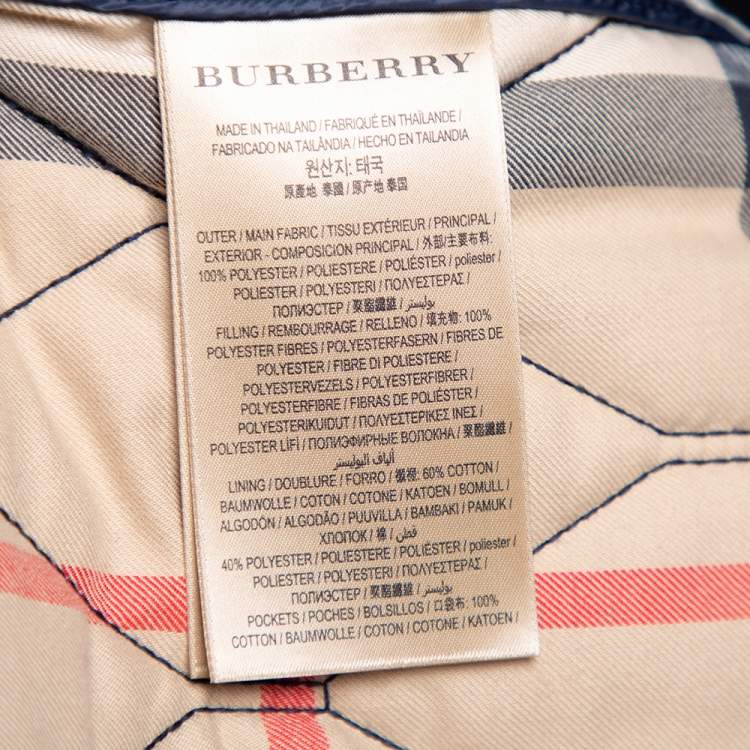 BURBERRY
MADE IN THAILAND / FABRIQUÉ EN THAÏLANDE /
FABRICADO NA TAILÂNDIA / HECHO EN TAILANDIA
원산지: 태국
原產地 泰國 / 原产地 泰国
OUTER / MAIN FABRIC / TISSU EXTÉRIEUR / PRINCIPAL /
EXTERIOR - COMPOSICION PRINCIPAL / 外部/主要布料:
100% POLYESTER / POLIESTERE / POLIÉSTER / poliester /
POLIESTER / POLYESTERI / ΠΟΛΥΕΣΤΕΡΑΣ /
ПОЛИЭСТЕР / 聚酯纖維 / بوليستر
FILLING / REMBOURRAGE / RELLENO / 填充物: 100%
POLYESTER FIBRES / POLYESTERFASERN / FIBRES DE
POLYESTER / FIBRE DI POLIESTERE /
POLYESTERVEZELS / POLYESTERFIBRER /
POLYESTERFIBRE / FIBRAS DE POLIÉSTER /
POLYESTERIKUIDUT / ΠΟΛΥΕΣΤΕΡΙΚΕΣ ΙΝΕΣ /
POLYESTER LİFİ / ПОЛИЭФИРНЫЕ ВОЛОКНА / 聚酯纖維 /
ألياف البوليستر
LINING / DOUBLURE / FORRO / 襯裡: 60% COTTON /
BAUMWOLLE / COTON / COTONE / KATOEN / BOMULL /
ALGODÓN / ALGODÃO / PUUVILLA / ΒΑΜΒΑΚΙ / PAMUK /
ХЛОПОК / 棉 / قطن
40% POLYESTER / POLIESTERE / POLIÉSTER / poliester /
POLIESTER / POLYESTERI / ΠΟΛΥΕΣΤΕΡΑΣ /
ПОЛИЭСТЕР / 聚酯纖維 / بوليستر
POCKETS / POCHES / BOLSILLOS / 口袋布: 100%
COTTON / BAUMWOLLE / COTON / COTONE / KATOEN /